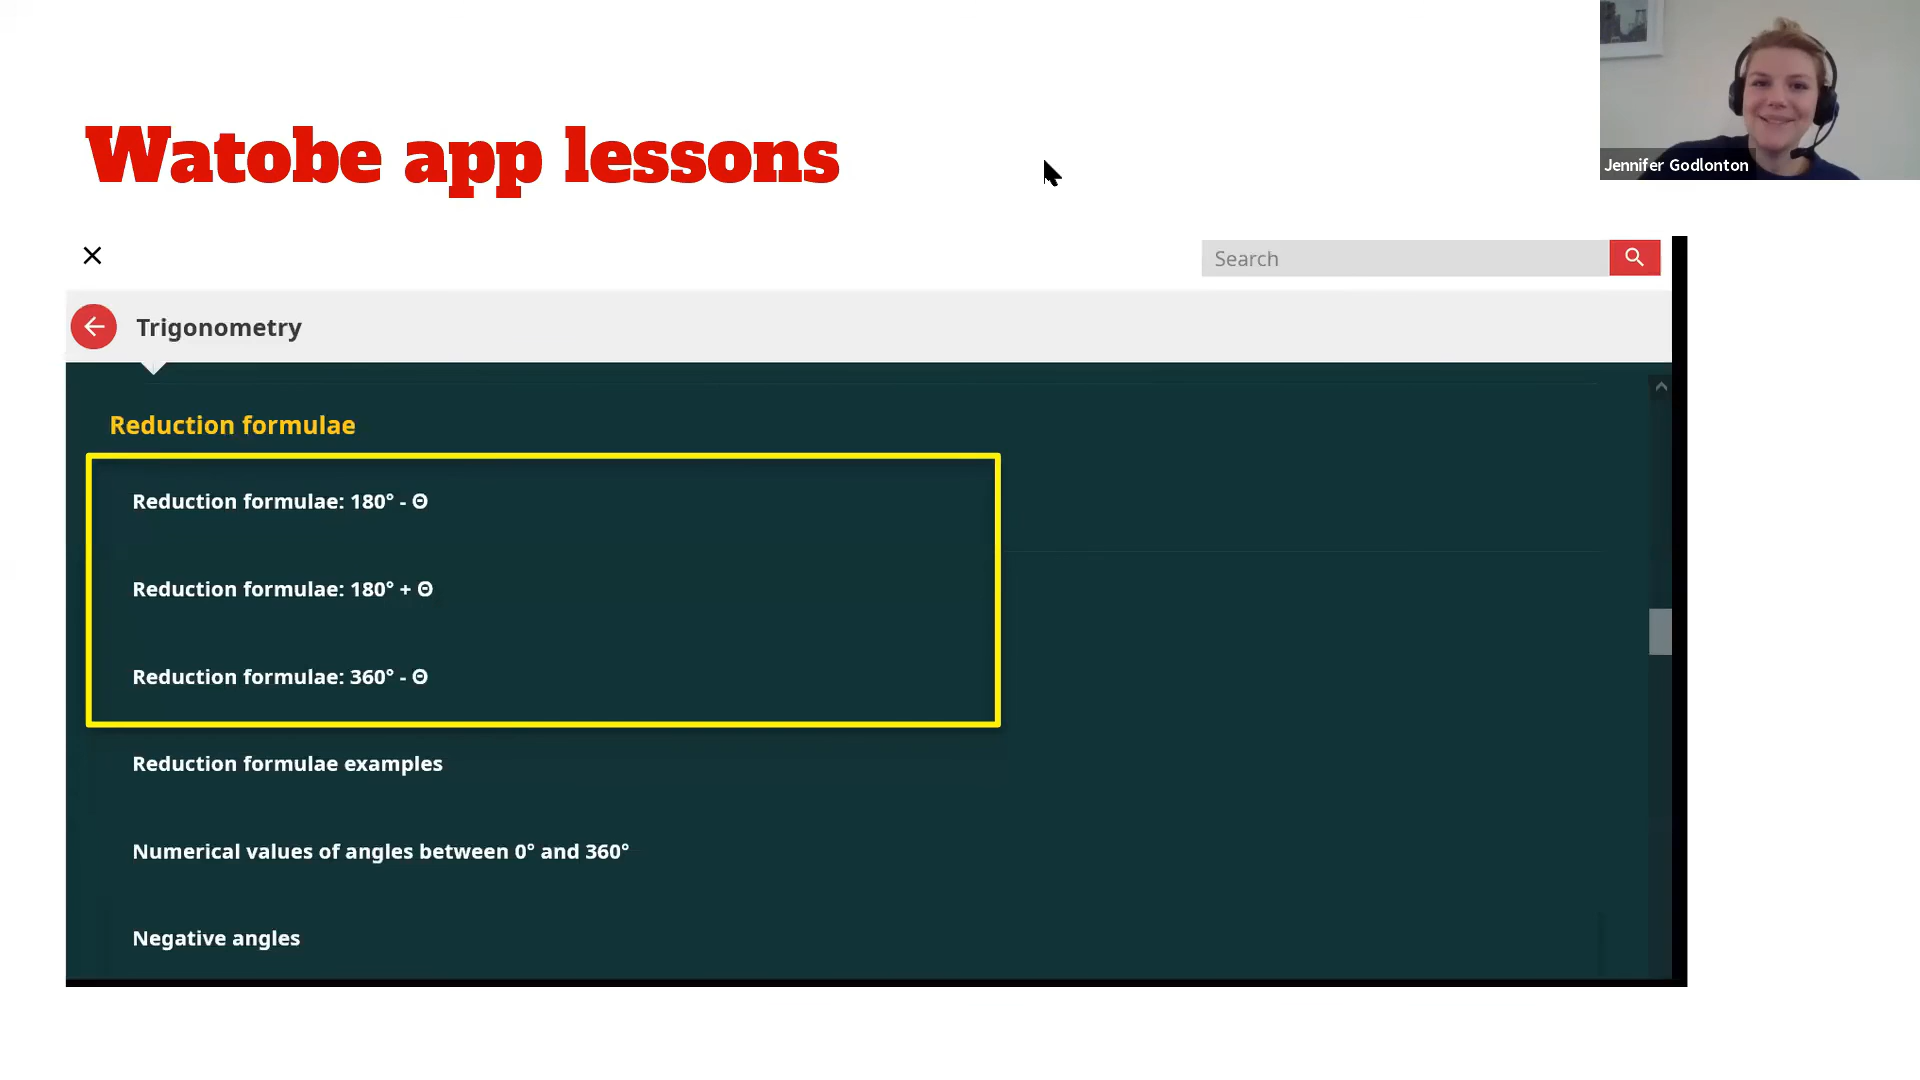 Watobe app lessons
Jennifer Godlonton
Search
Trigonometry
Reduction formulae
Reduction formulae: 180° - Θ
Reduction formulae: 180° + Θ
Reduction formulae: 360° - Θ
Reduction formulae examples
Numerical values of angles between 0° and 360°
Negative angles